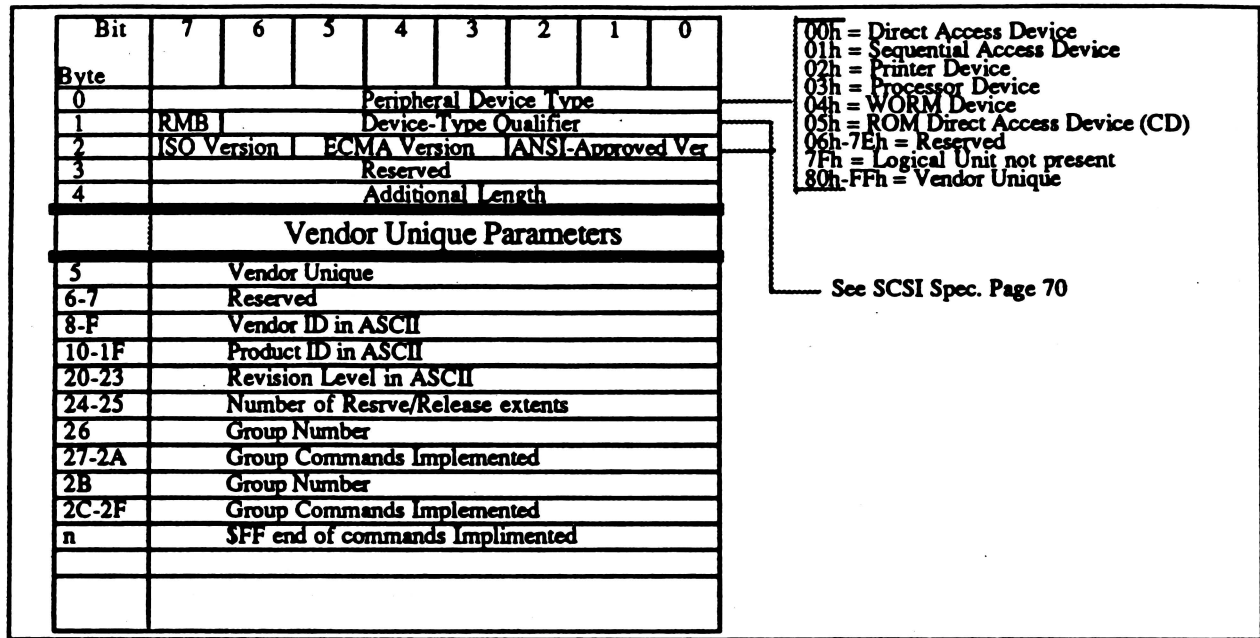 Bit 7 6 5 4 3 2 1 0
Byte
0 Peripheral Device Type
1 RMB Device-Type Qualifier
2 ISO Version ECMA Version ANSI-Approved Ver
3 Reserved
4 Additional Length
Vendor Unique Parameters
5 Vendor Unique
6-7 Reserved
8-F Vendor ID in ASCII
10-1F Product ID in ASCII
20-23 Revision Level in ASCII
24-25 Number of Resrve/Release extents
26 Group Number
27-2A Group Commands Implemented
2B Group Number
2C-2F Group Commands Implemented
n $FF end of commands Implimented
00h = Direct Access Device
01h = Sequential Access Device
02h = Printer Device
03h = Processor Device
04h = WORM Device
05h = ROM Direct Access Device (CD)
06h-7Eh = Reserved
7Fh = Logical Unit not present
80h-FFh = Vendor Unique
See SCSI Spec. Page 70